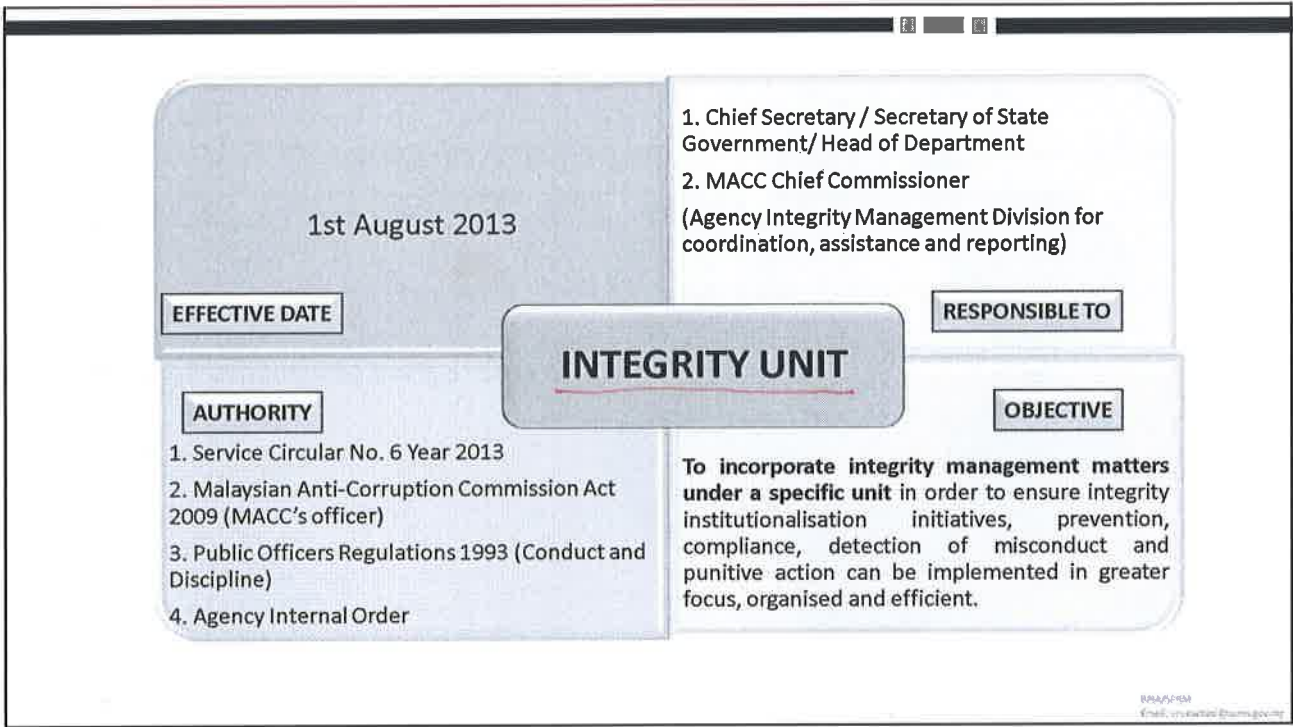 1st August 2013
EFFECTIVE DATE
1. Chief Secretary / Secretary of State
Government/ Head of Department
2. MACC Chief Commissioner
(Agency Integrity Management Division for
coordination, assistance and reporting)
RESPONSIBLE TO
INTEGRITY UNIT
AUTHORITY
1. Service Circular No. 6 Year 2013
2. Malaysian Anti-Corruption Commission Act
2009 (MACC's officer)
3. Public Officers Regulations 1993 (Conduct and
Discipline)
4. Agency Internal Order
OBJECTIVE
To incorporate integrity management matters
under a specific unit in order to ensure integrity
institutionalisation initiatives, prevention,
compliance, detection of misconduct and
punitive action can be implemented in greater
focus, organised and efficient.